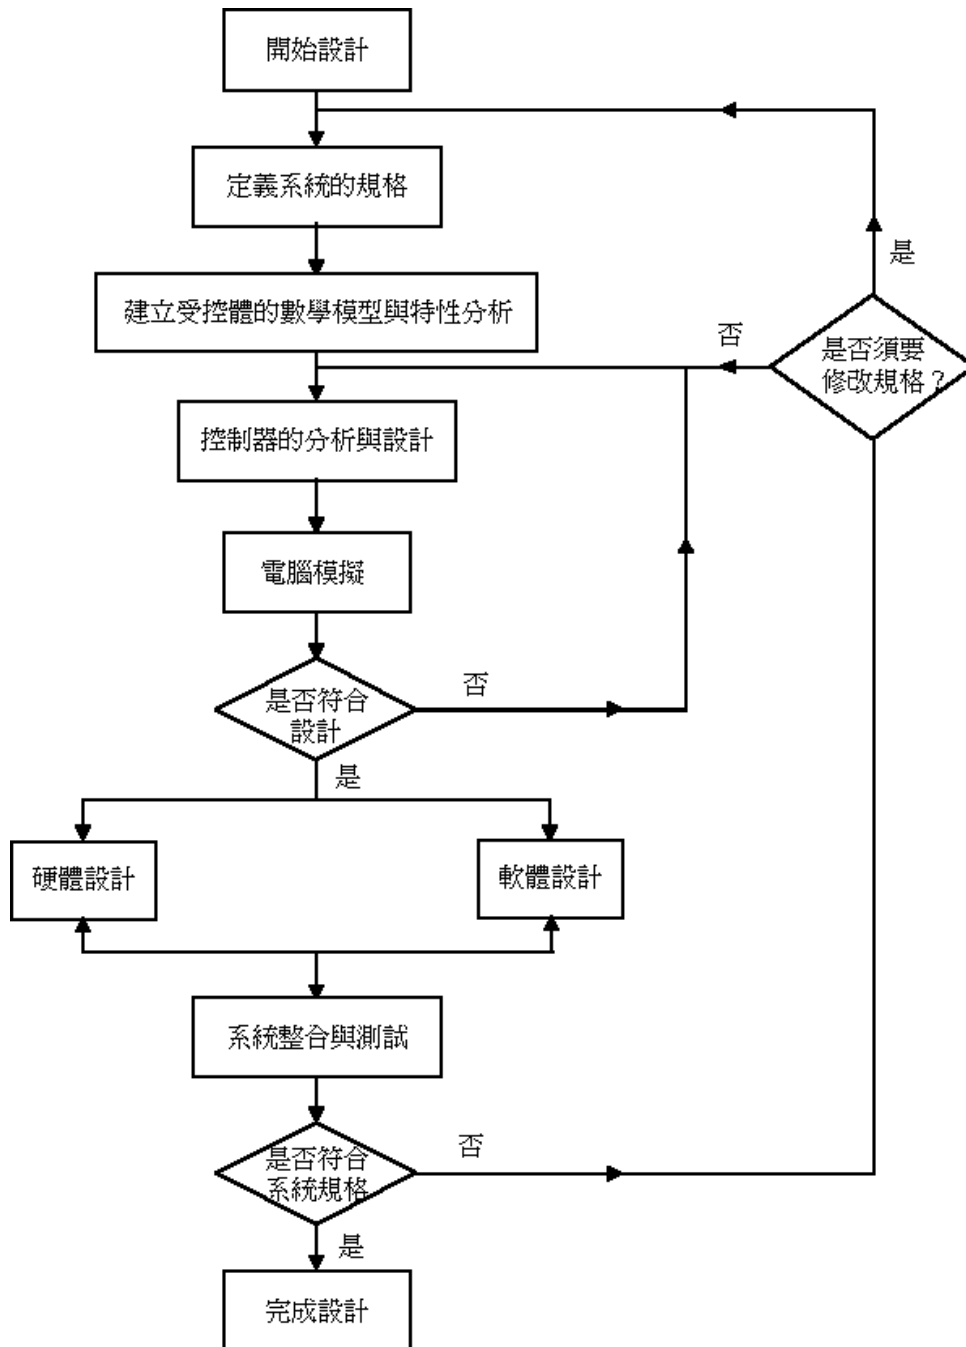 開始設計
定義系統的規格
是
建立受控體的數學模型與特性分析
否
是否須要
修改規格？
控制器的分析與設計
電腦模擬
是否符合
設計
否
是
硬體設計
軟體設計
系統整合與測試
是否符合
系統規格
否
是
完成設計